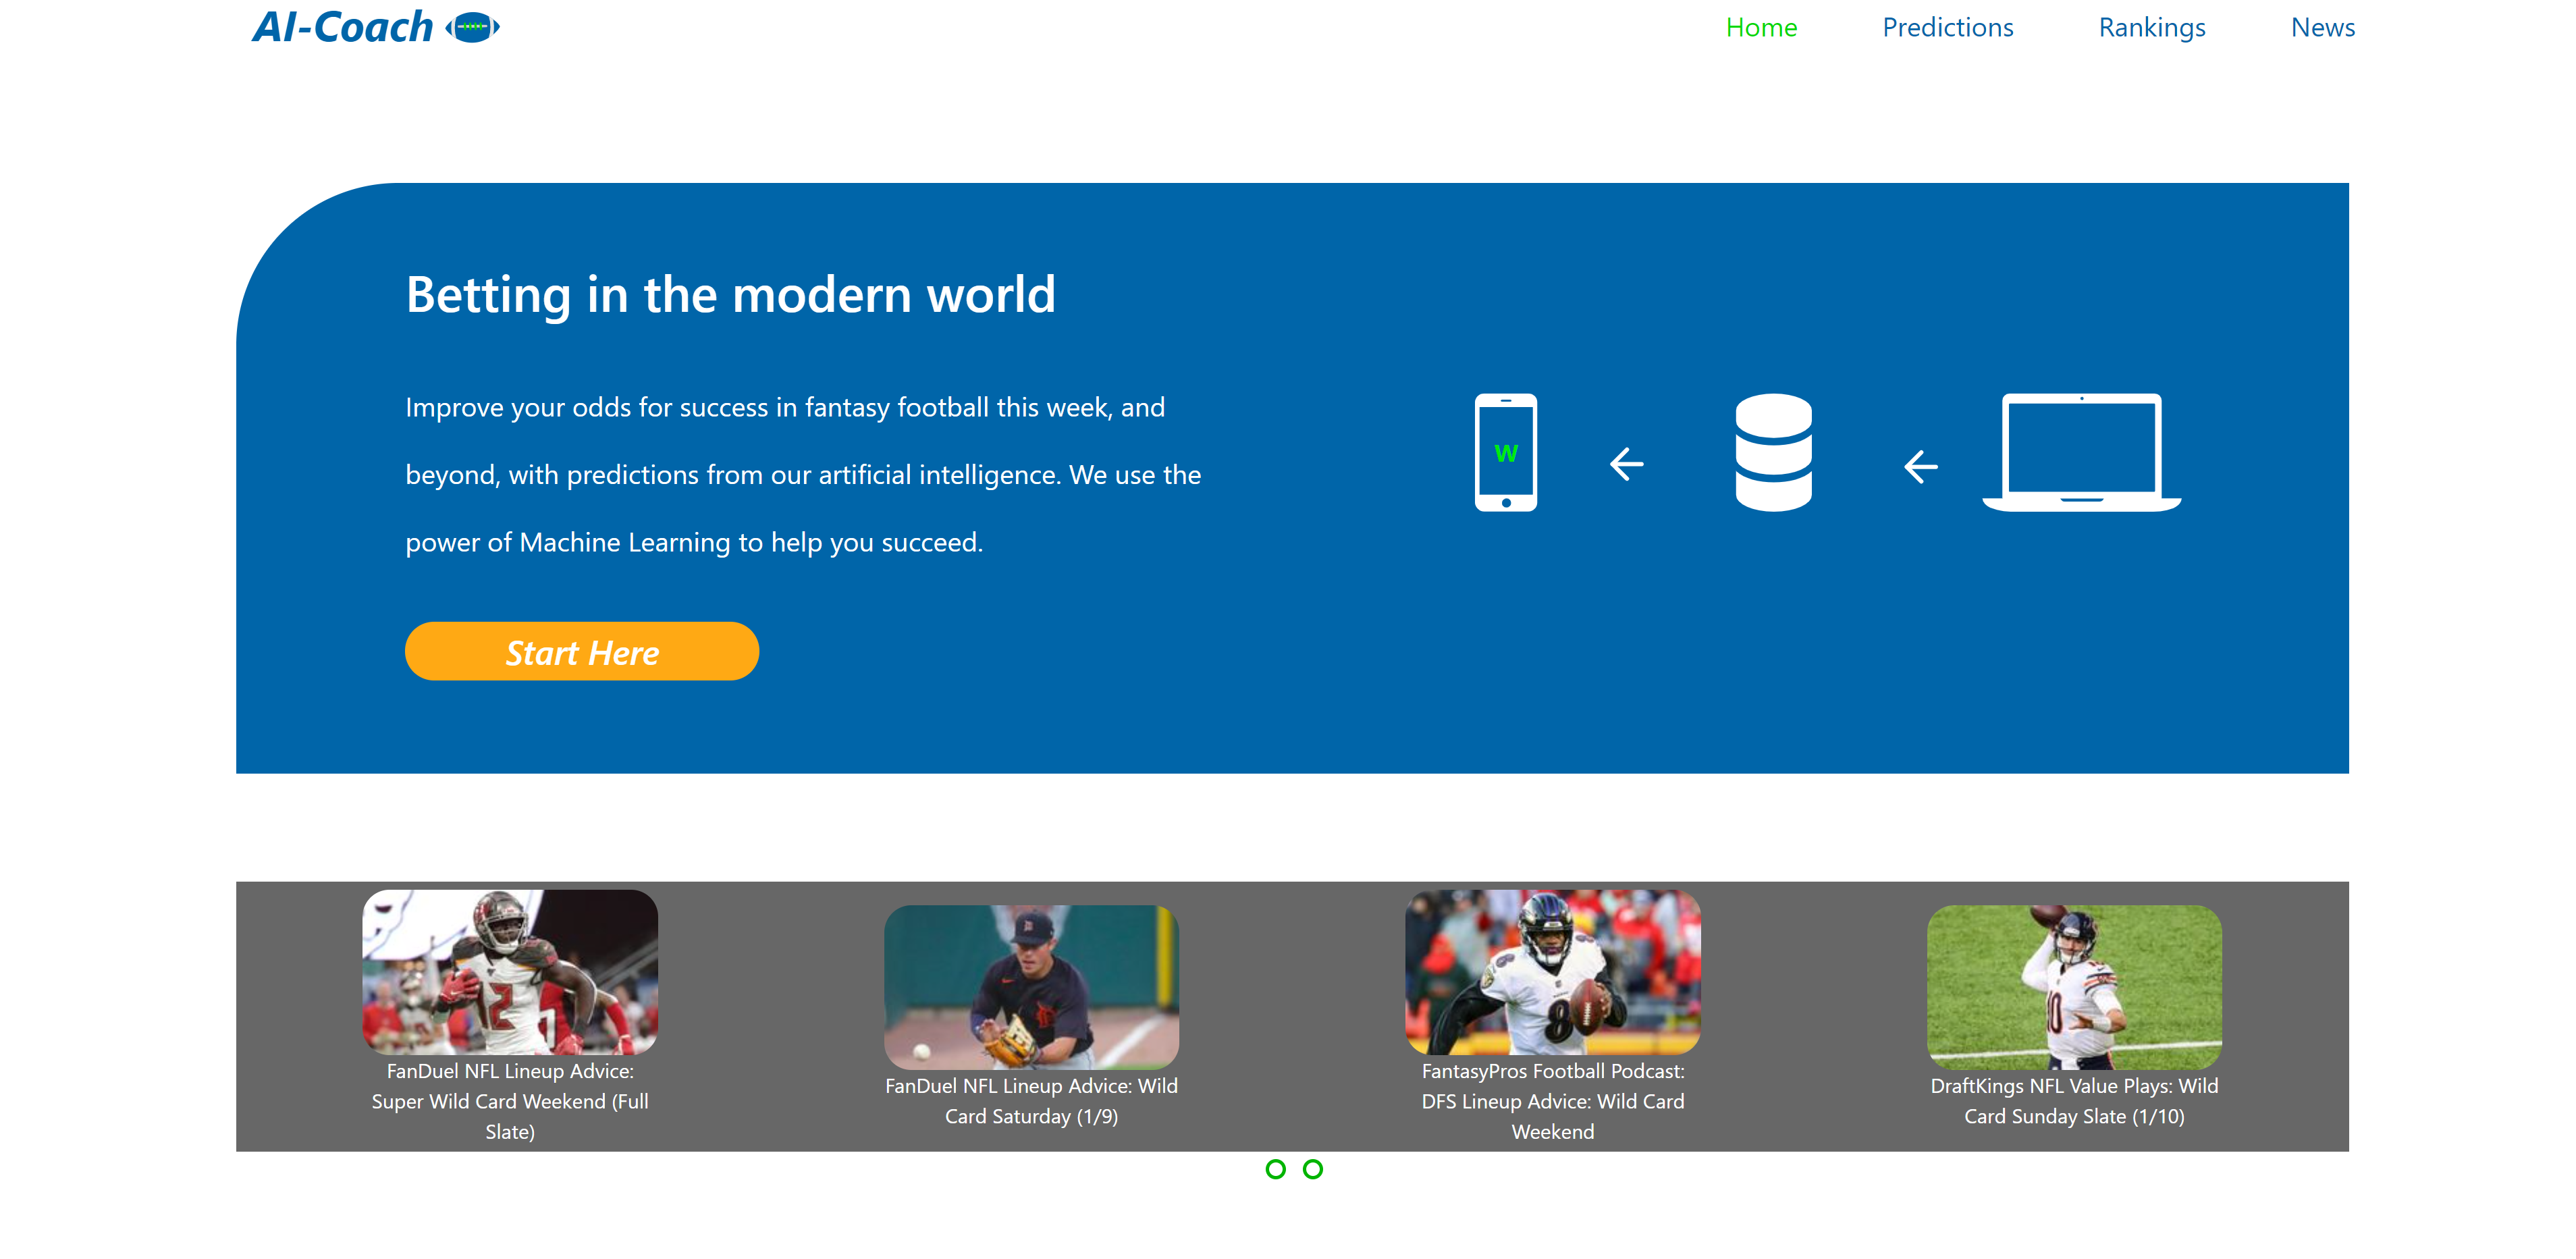 AI-Coach
Home
Predictions
Rankings
News
Betting in the modern world
Improve your odds for success in fantasy football this week, and
beyond, with predictions from our artificial intelligence. We use the
power of Machine Learning to help you succeed.
W
Start Here
12
8
8
10
FanDuel NFL Lineup Advice:
Super Wild Card Weekend (Full
Slate)
FanDuel NFL Lineup Advice: Wild
Card Saturday (1/9)
FantasyPros Football Podcast:
DFS Lineup Advice: Wild Card
Weekend
DraftKings NFL Value Plays: Wild
Card Sunday Slate (1/10)